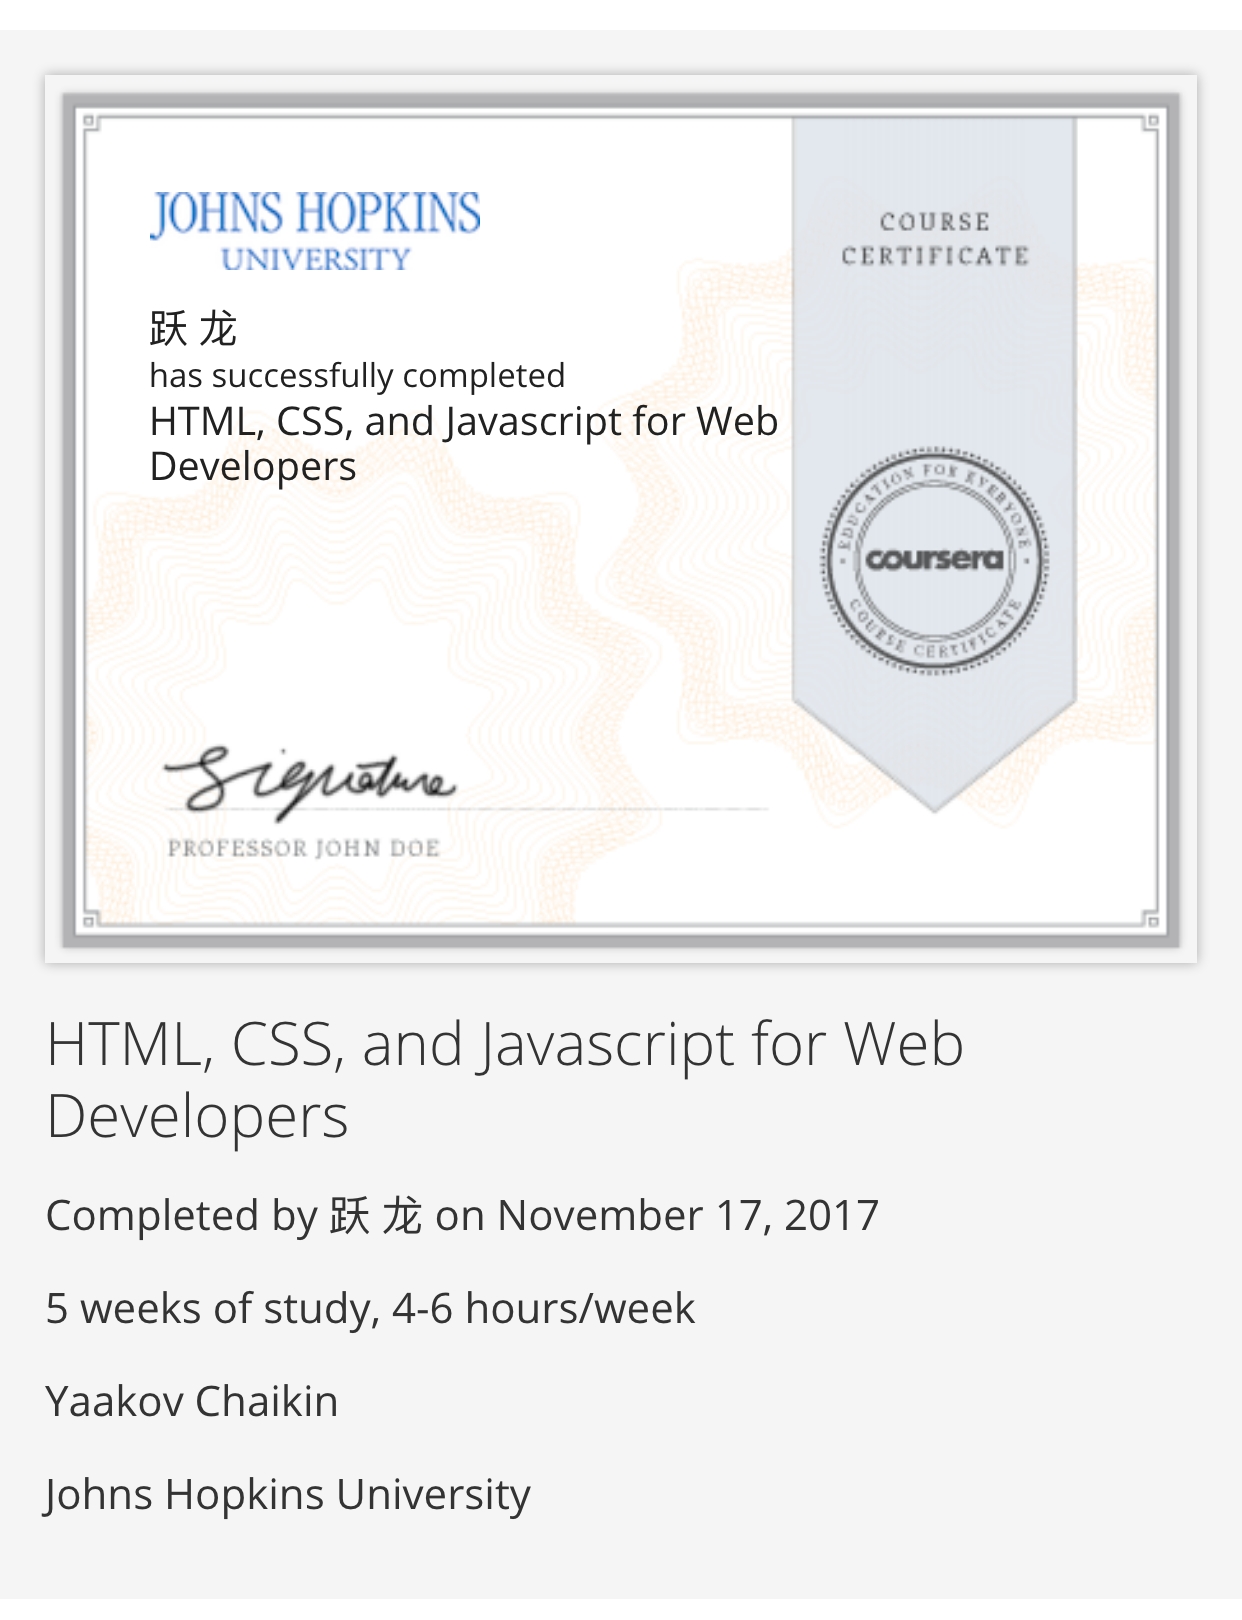 JOHNS HOPKINS
UNIVERSITY
跃 龙
has successfully completed
HTML, CSS, and Javascript for Web
Developers
COURSE
CERTIFICATE
EDUCATION FOR EVERYONE
coursera
COURSE CERTIFICATE
Signature
PROFESSOR JOHN DOE
HTML, CSS, and Javascript for Web
Developers
Completed by 跃 龙 on November 17, 2017
5 weeks of study, 4-6 hours/week
Yaakov Chaikin
Johns Hopkins University